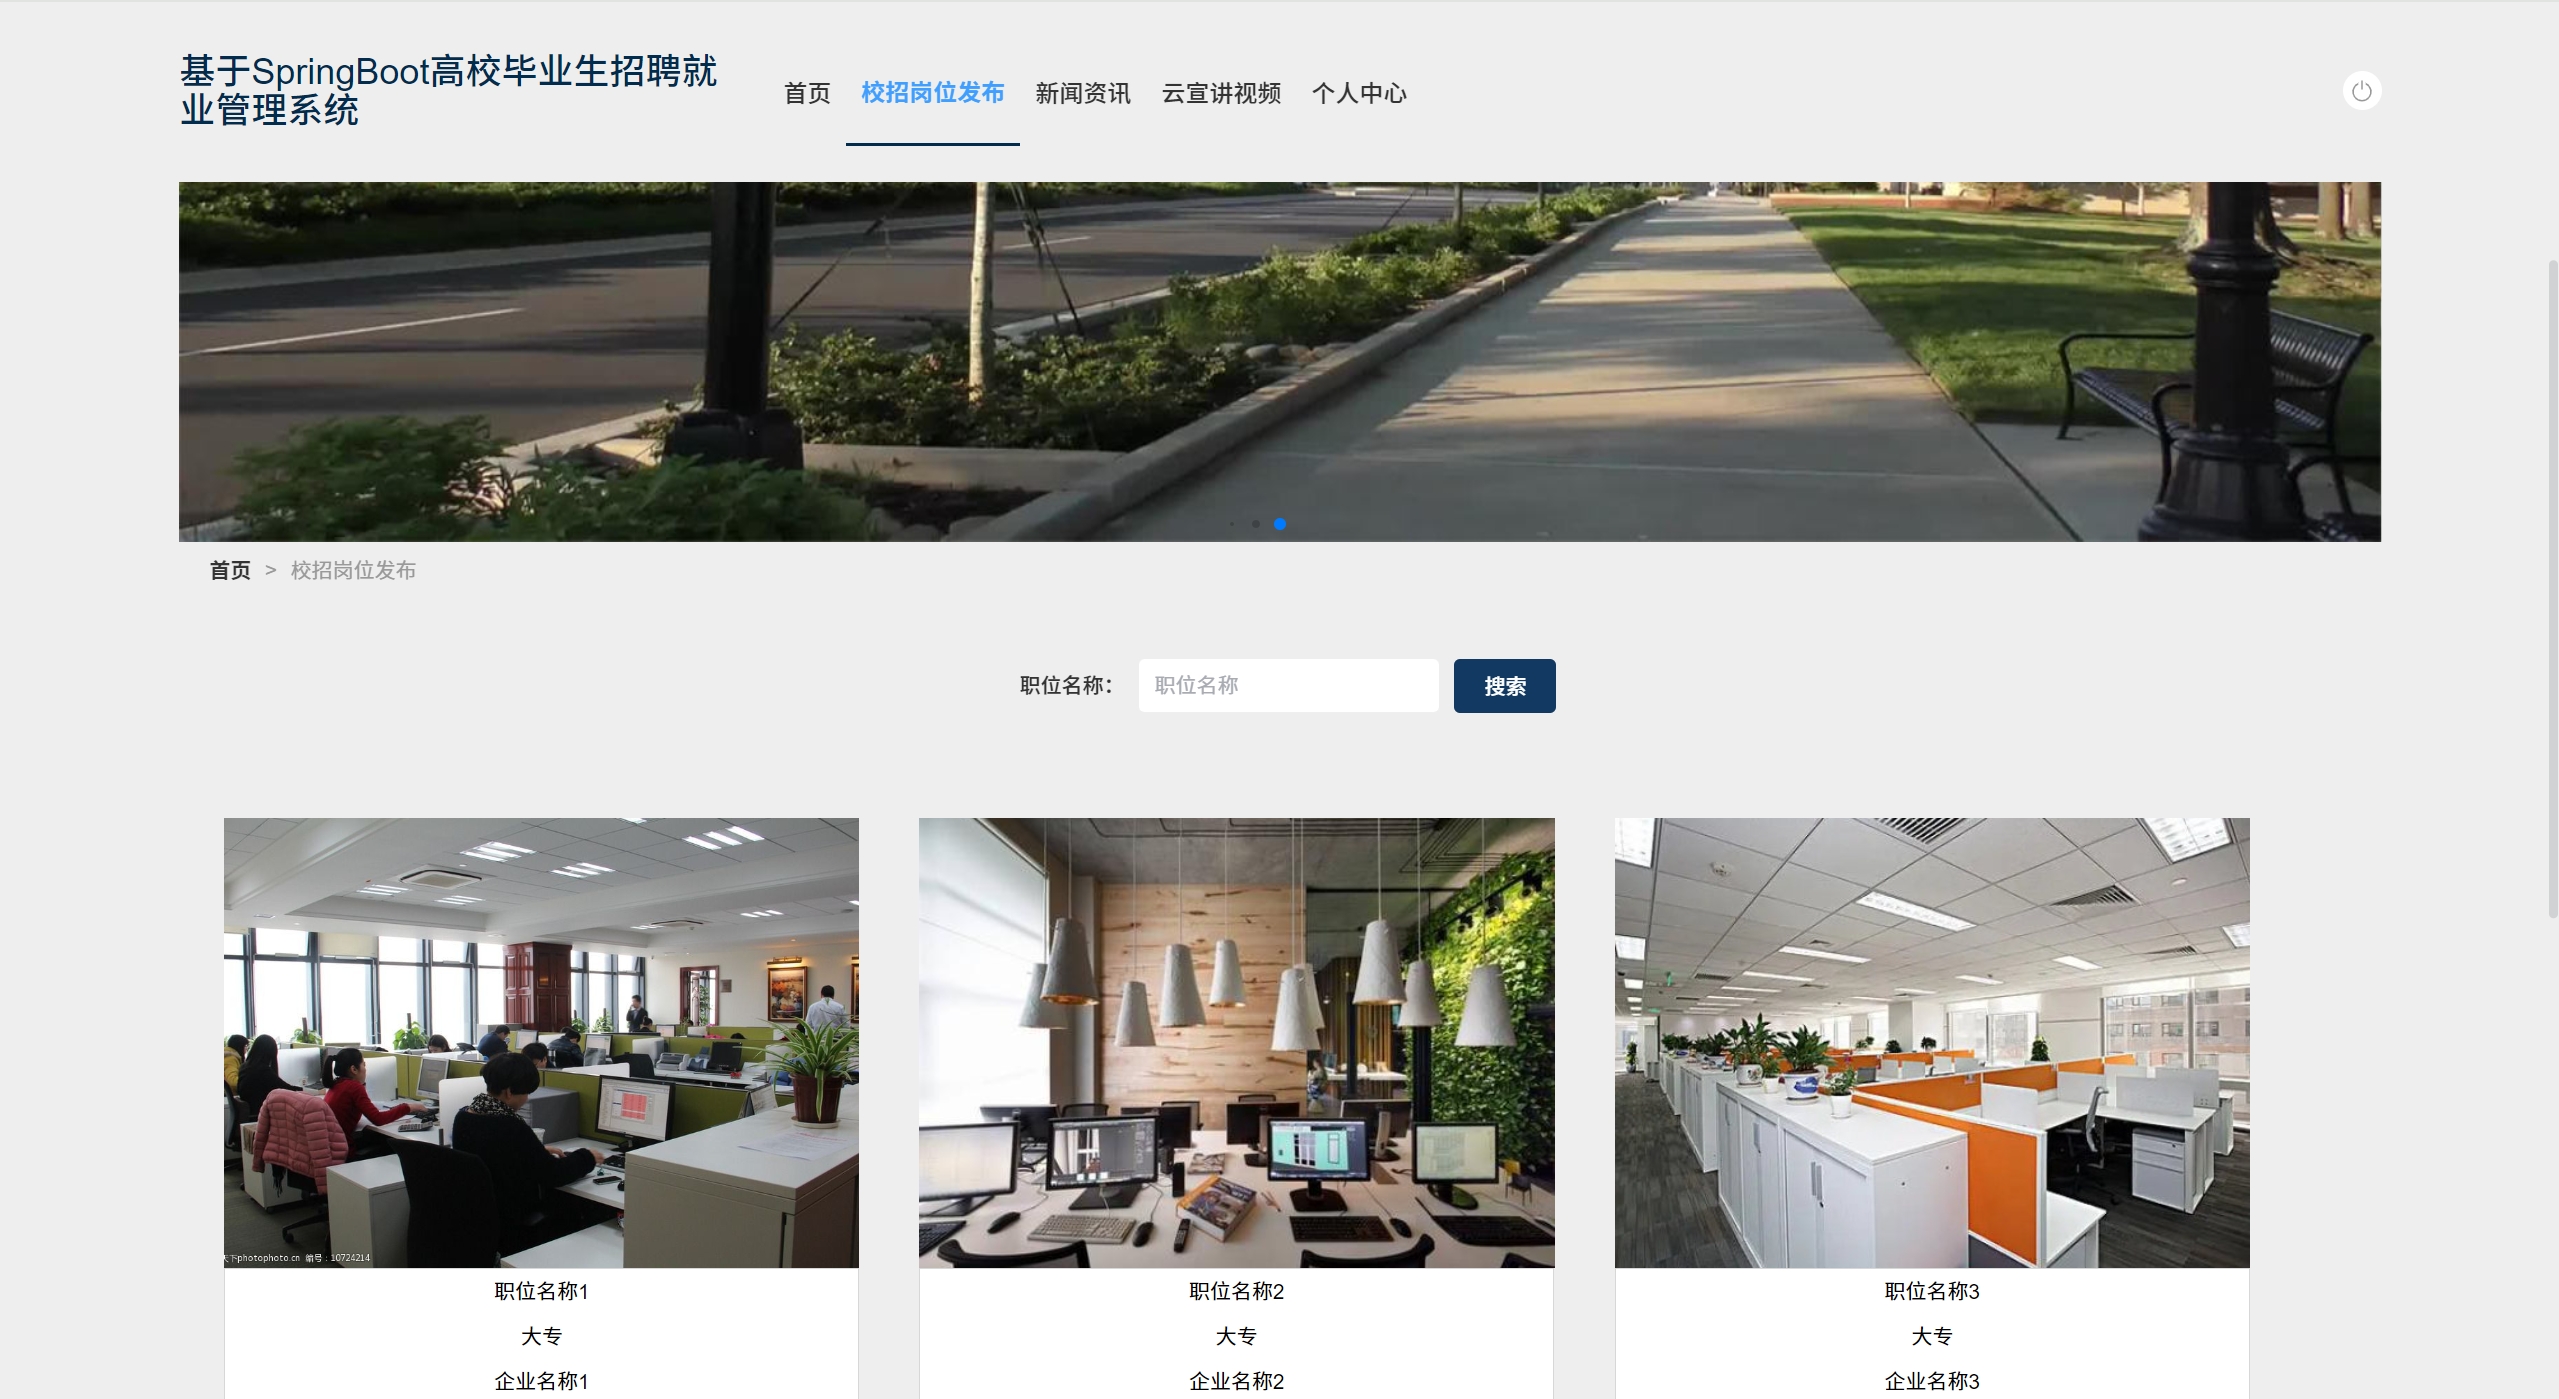 基于SpringBoot高校毕业生招聘就
业管理系统
首页 校招岗位发布 新闻资讯 云宣讲视频 个人中心
首页 > 校招岗位发布
职位名称： 职位名称 搜索
天下photophoto.cn 编号：10724214
职位名称1 职位名称2 职位名称3
大专 大专 大专
企业名称1 企业名称2 企业名称3